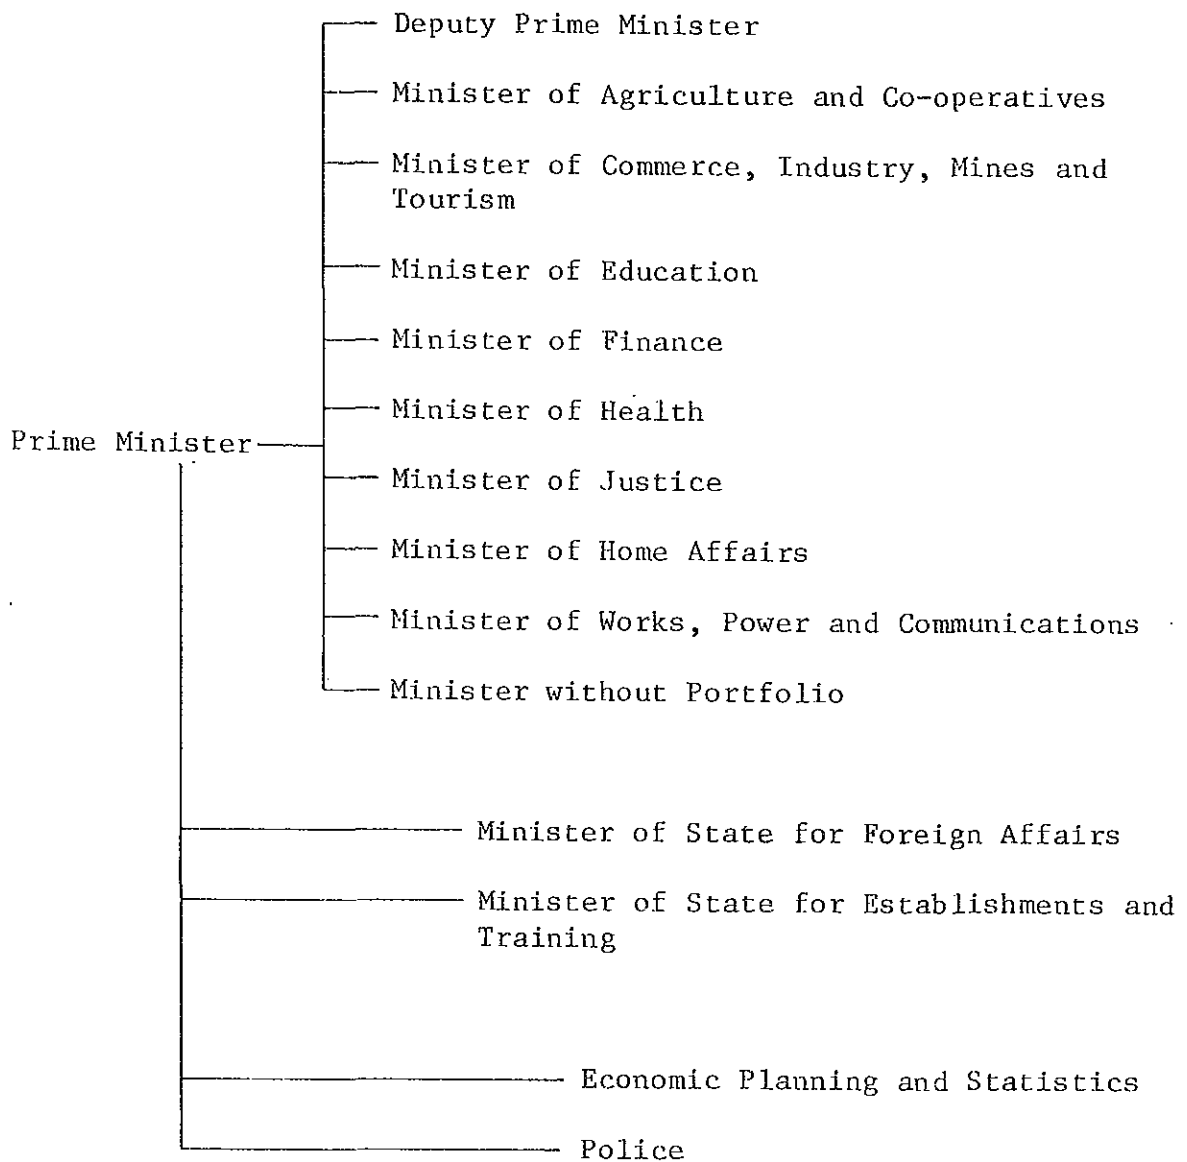 Deputy Prime Minister
Minister of Agriculture and Co-operatives
Minister of Commerce, Industry, Mines and
Tourism
Minister of Education
Minister of Finance
Minister of Health
Prime Minister
Minister of Justice
Minister of Home Affairs
Minister of Works, Power and Communications
Minister without Portfolio
Minister of State for Foreign Affairs
Minister of State for Establishments and
Training
Economic Planning and Statistics
Police